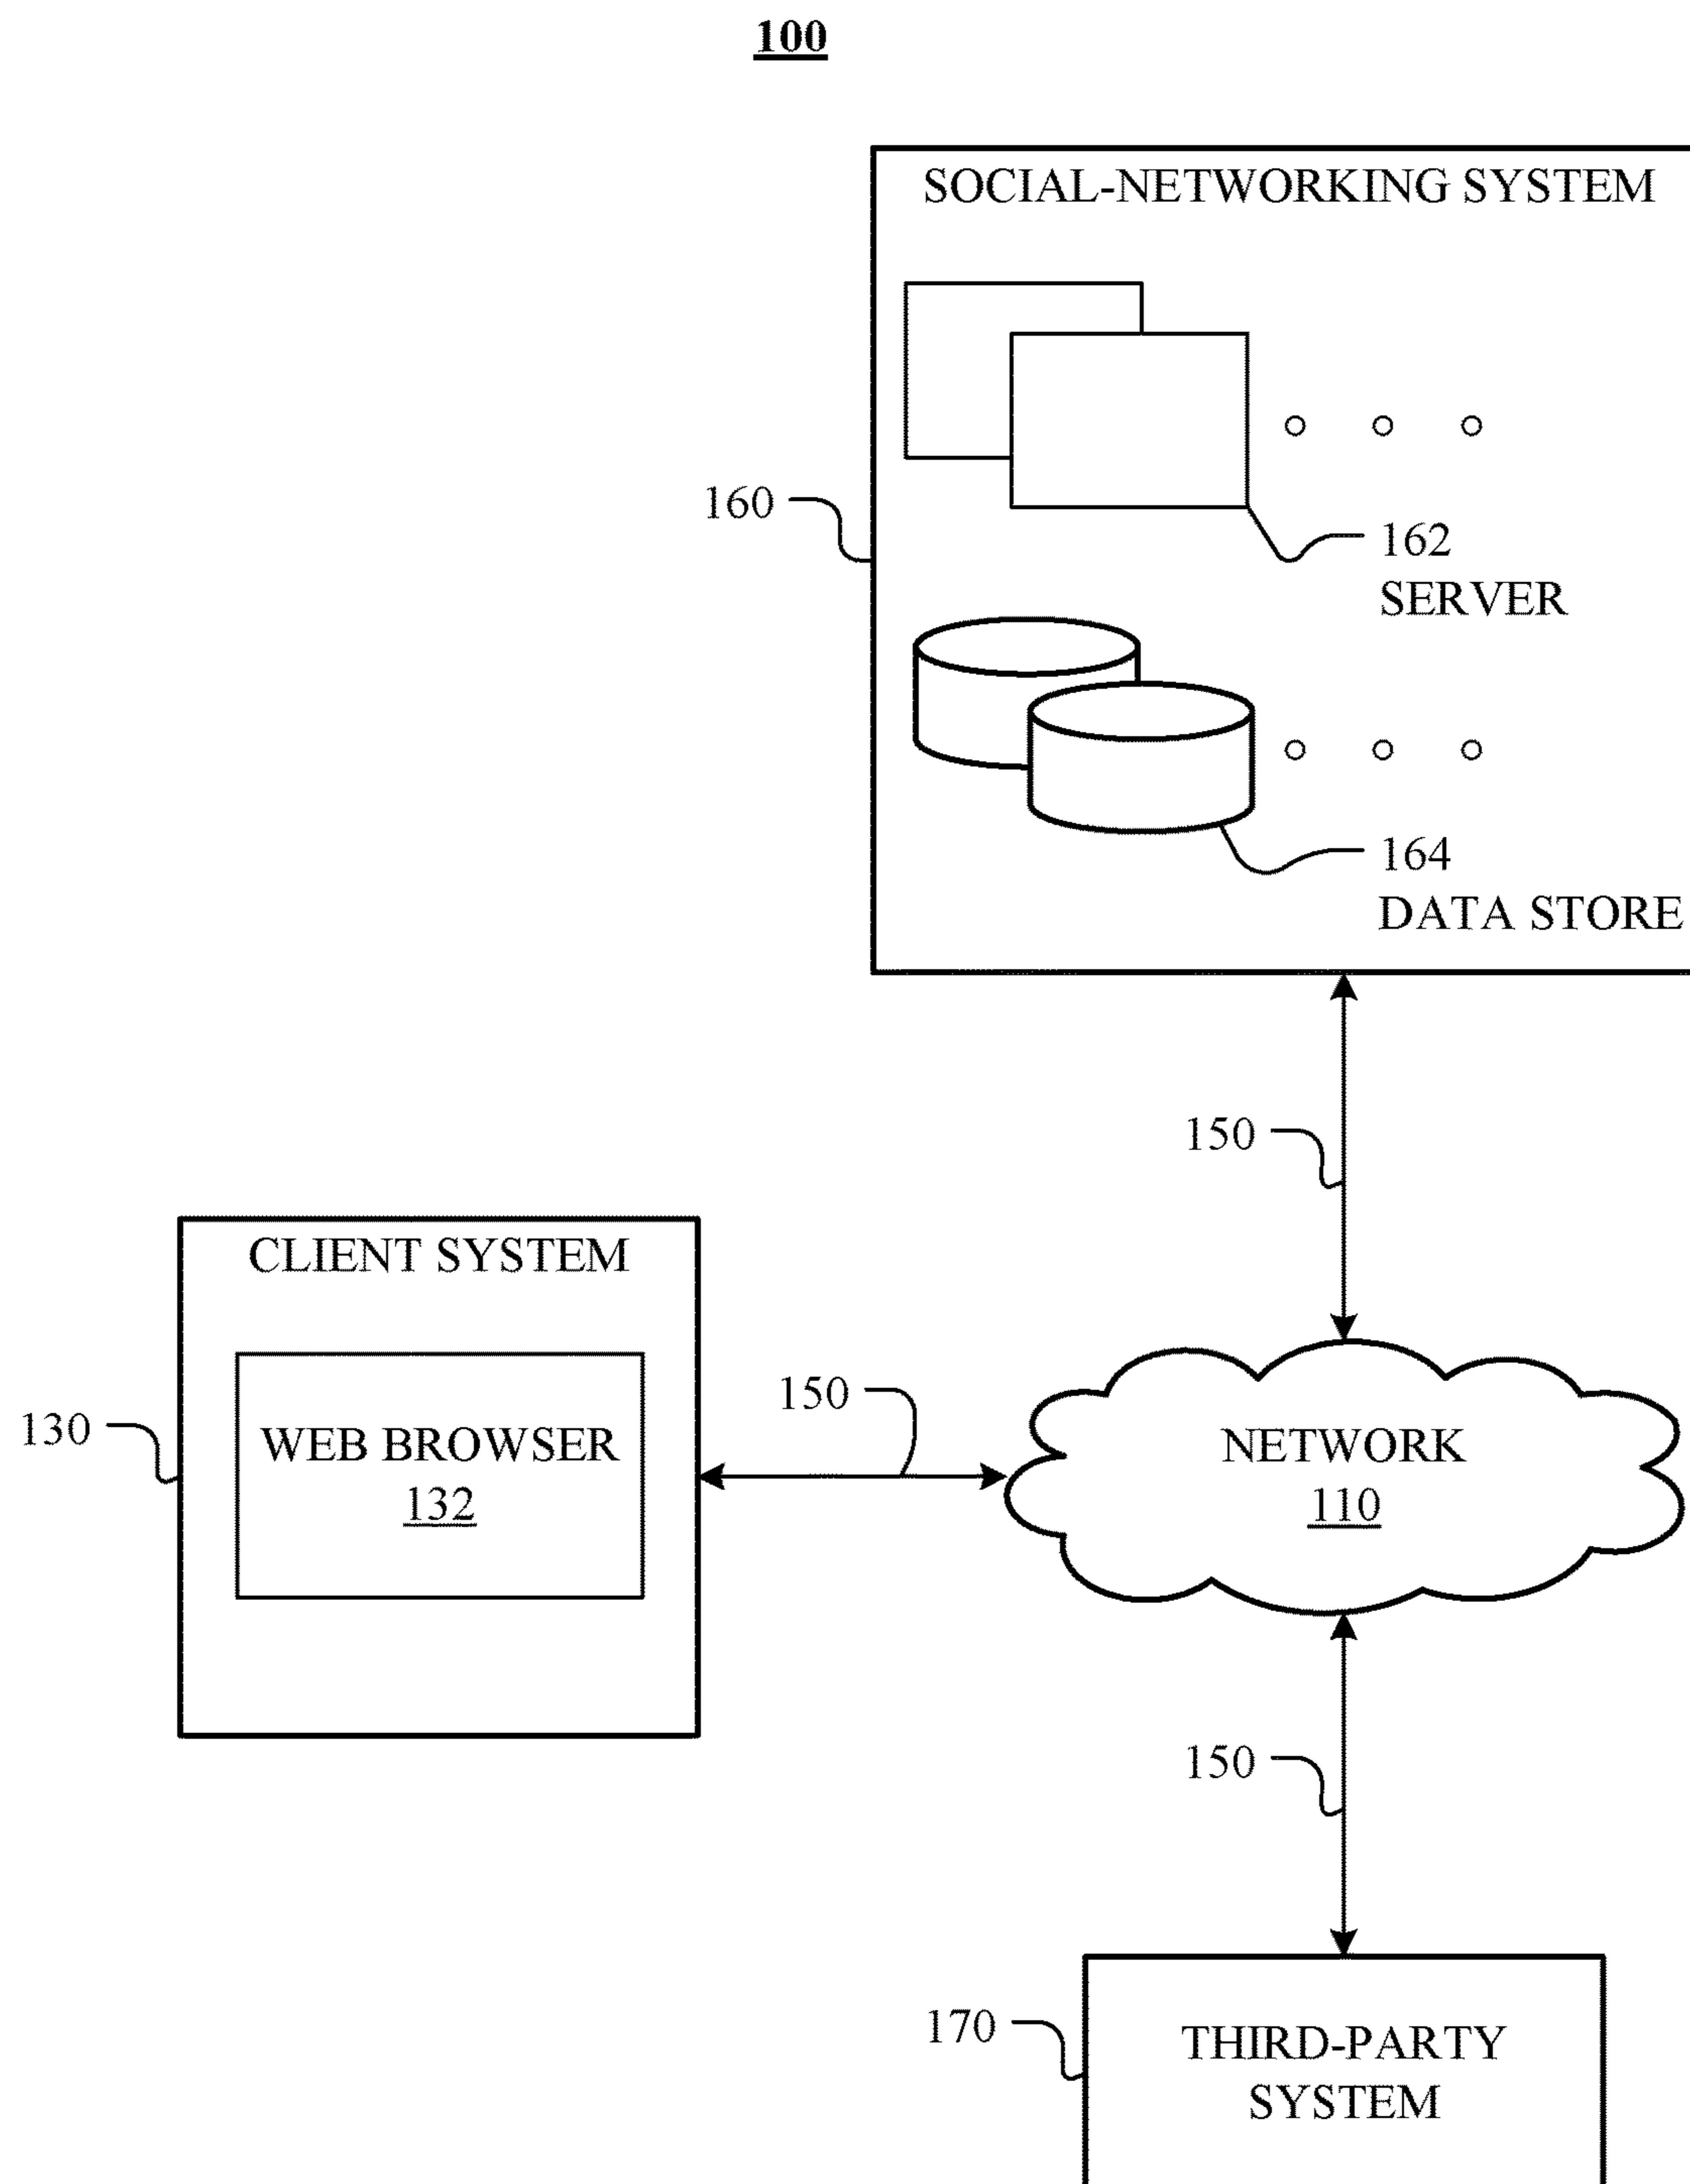 100
SOCIAL-NETWORKING SYSTEM
160
162
SERVER
164
DATA STORE
150
CLIENT SYSTEM
130
WEB BROWSER
132
150
NETWORK
110
150
170
THIRD-PARTY
SYSTEM